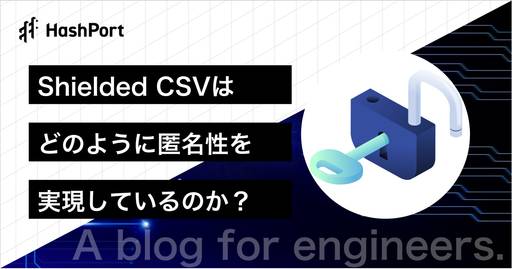 HashPort
Shielded CSVは
どのように匿名性を
実現しているのか？
A blog for engineers.